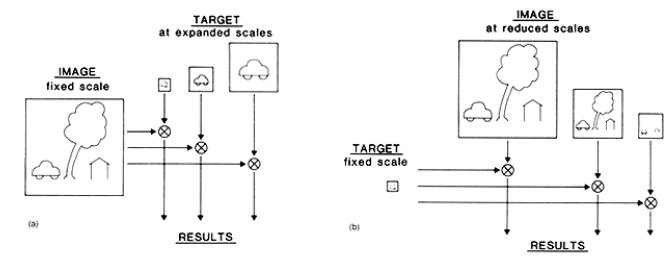 TARGET
at expanded scales
IMAGE
fixed scale
(a)
RESULTS
IMAGE
at reduced scales
TARGET
fixed scale
(b)
RESULTS